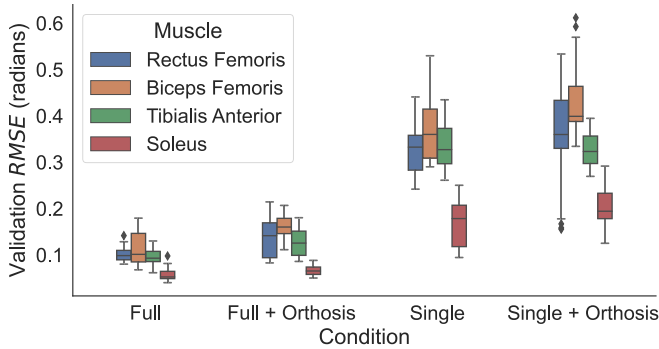 Validation RMSE (radians)
0.6
0.5
0.4
0.3
0.2
0.1
Muscle
Rectus Femoris
Biceps Femoris
Tibialis Anterior
Soleus
Full
Full + Orthosis
Single
Single + Orthosis
Condition